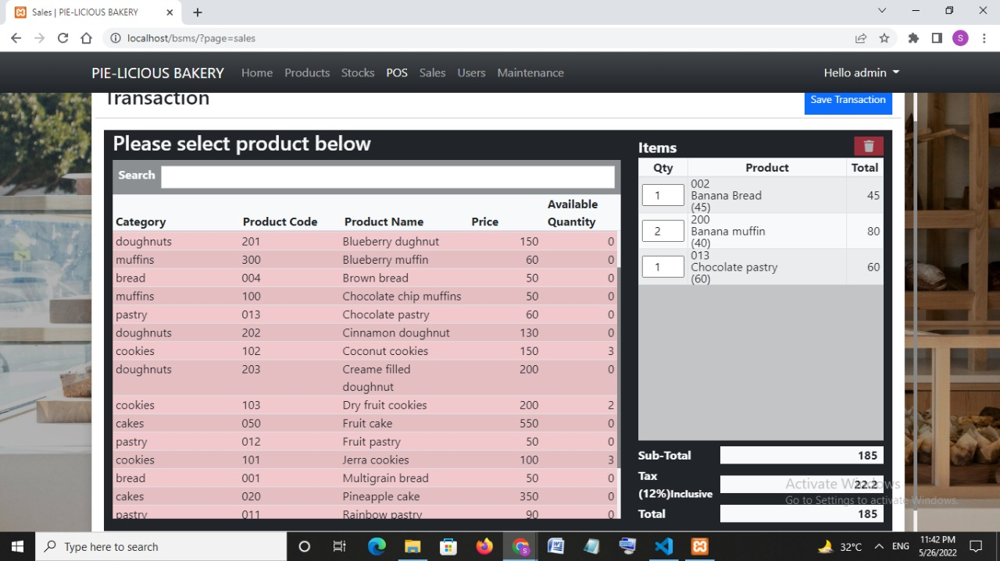 Sales | PIE-LICIOUS BAKERY
localhost/bsms/?page=sales
S
PIE-LICIOUS BAKERY Home Products Stocks POS Sales Users Maintenance Hello admin
Transaction
Save Transaction
Please select product below
Search
Category Product Code Product Name Price Available Quantity
doughnuts 201 Blueberry dughnut 150 0
muffins 300 Blueberry muffin 60 0
bread 004 Brown bread 50 0
muffins 100 Chocolate chip muffins 50 0
pastry 013 Chocolate pastry 60 0
doughnuts 202 Cinnamon doughnut 130 0
cookies 102 Coconut cookies 150 3
doughnuts 203 Creame filled 200 0
doughnut
cookies 103 Dry fruit cookies 200 2
cakes 050 Fruit cake 550 0
pastry 012 Fruit pastry 50 0
cookies 101 Jerra cookies 100 3
bread 001 Multigrain bread 50 0
cakes 020 Pineapple cake 350 0
pastry 011 Rainbow pastry 90 0
Items
Qty Product Total
002
1 Banana Bread 45
(45)
200
2 Banana muffin 80
(40)
013
1 Chocolate pastry 60
(60)
Sub-Total 185
Tax
(12%)Inclusive 22.2
Total 185
Activate Windows
Go to Settings to activate Windows.
Type here to search
S
32°C ENG
11:42 PM
5/26/2022